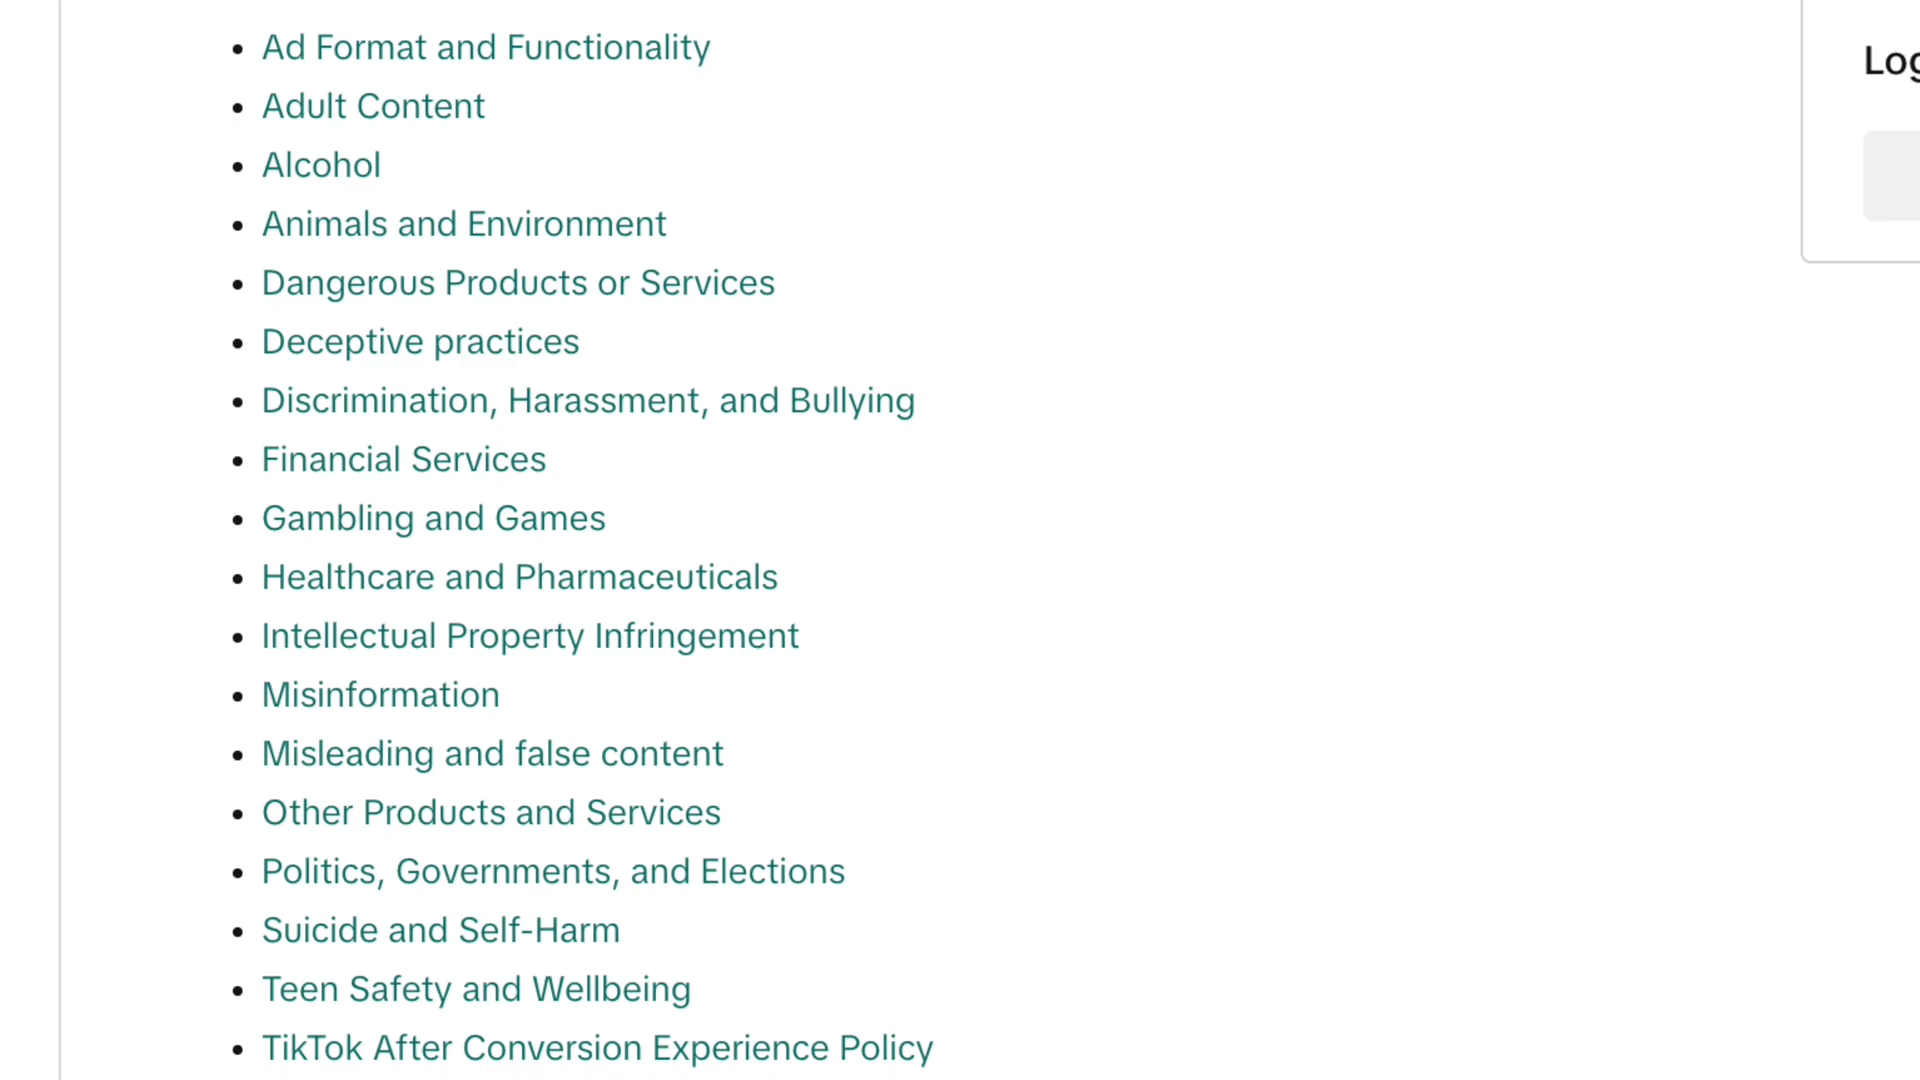 Ad Format and Functionality
Adult Content
Alcohol
Animals and Environment
Dangerous Products or Services
Deceptive practices
Discrimination, Harassment, and Bullying
Financial Services
Gambling and Games
Healthcare and Pharmaceuticals
Intellectual Property Infringement
Misinformation
Misleading and false content
Other Products and Services
Politics, Governments, and Elections
Suicide and Self-Harm
Teen Safety and Wellbeing
TikTok After Conversion Experience Policy
Log